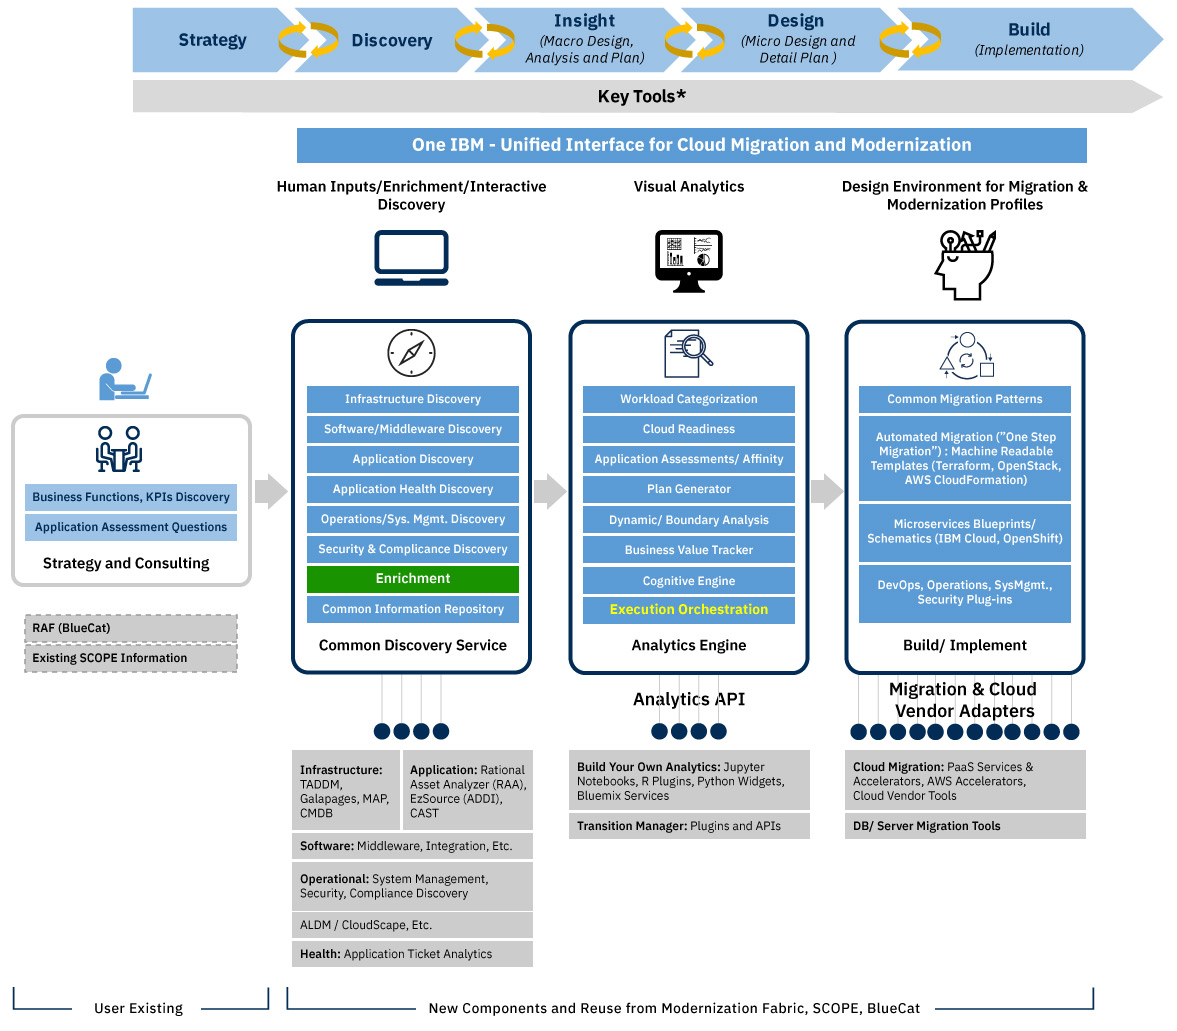 Strategy
Discovery
Insight
(Macro Design,
Analysis and Plan)
Design
(Micro Design and
Detail Plan )
Build
(Implementation)
Key Tools*
One IBM - Unified Interface for Cloud Migration and Modernization
Human Inputs/Enrichment/Interactive
Discovery
Visual Analytics
Design Environment for Migration &
Modernization Profiles
Business Functions, KPIs Discovery
Application Assessment Questions
Strategy and Consulting
RAF (BlueCat)
Existing SCOPE Information
Infrastructure Discovery
Software/Middleware Discovery
Application Discovery
Application Health Discovery
Operations/Sys. Mgmt. Discovery
Security & Complicance Discovery
Enrichment
Common Information Repository
Common Discovery Service
Workload Categorization
Cloud Readiness
Application Assessments/ Affinity
Plan Generator
Dynamic/ Boundary Analysis
Business Value Tracker
Cognitive Engine
Execution Orchestration
Analytics Engine
Common Migration Patterns
Automated Migration (”One Step
Migration”) : Machine Readable
Templates (Terraform, OpenStack,
AWS CloudFormation)
Microservices Blueprints/
Schematics (IBM Cloud, OpenShift)
DevOps, Operations, SysMgmt.,
Security Plug-ins
Build/ Implement
Analytics API
Migration & Cloud
Vendor Adapters
Infrastructure:
TADDM,
Galapages, MAP,
CMDB
Application: Rational
Asset Analyzer (RAA),
EzSource (ADDI),
CAST
Software: Middleware, Integration, Etc.
Operational: System Management,
Security, Compliance Discovery
ALDM / CloudScape, Etc.
Health: Application Ticket Analytics
Build Your Own Analytics: Jupyter
Notebooks, R Plugins, Python Widgets,
Bluemix Services
Transition Manager: Plugins and APIs
Cloud Migration: PaaS Services &
Accelerators, AWS Accelerators,
Cloud Vendor Tools
DB/ Server Migration Tools
User Existing
New Components and Reuse from Modernization Fabric, SCOPE, BlueCat